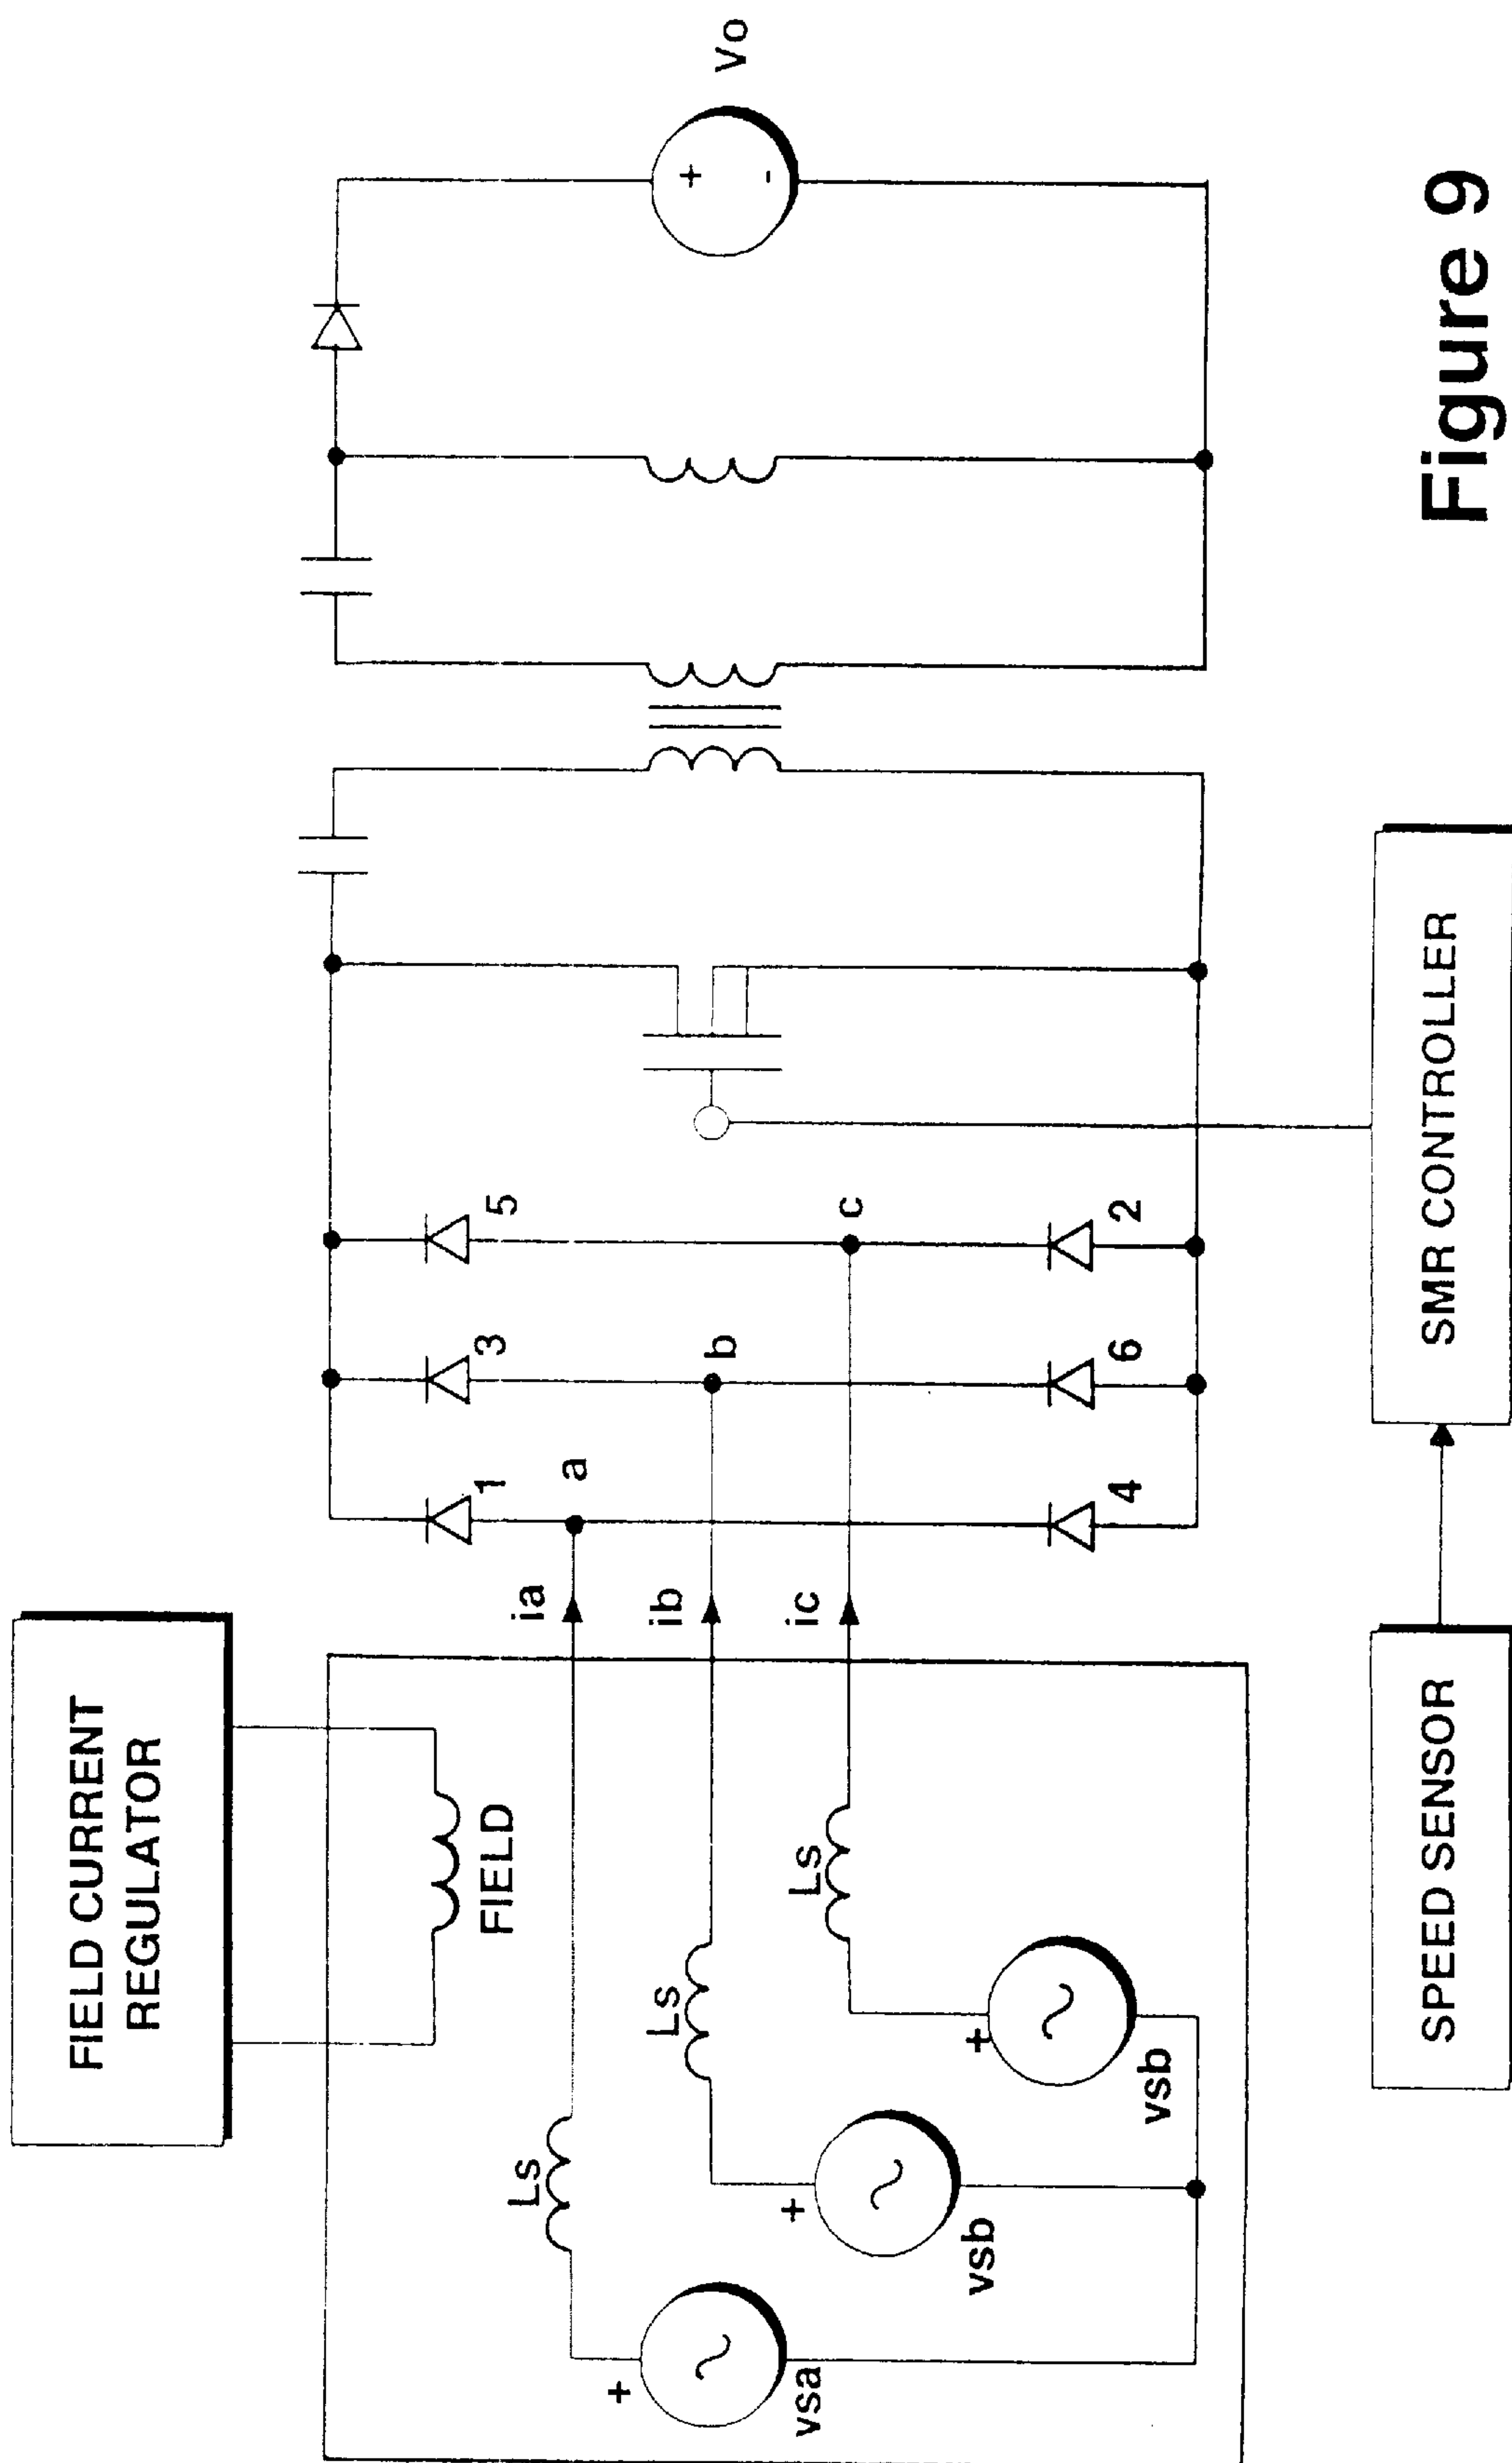 FIELD CURRENT
REGULATOR
FIELD
Ls
Ls
Ls
+
vsa
+
vsb
+
vsb
ia
ib
ic
a
b
c
1
3
5
4
6
2
+
-
Vo
SPEED SENSOR
SMR CONTROLLER
Figure 9